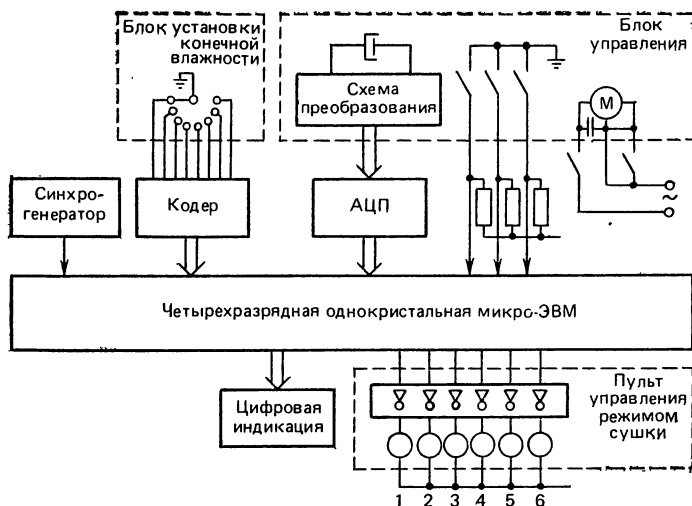 Блок установки
конечной
влажности
Блок
управления
Схема
преобразования
М
Синхро-
генератор
Кодер
АЦП
~
Четырехразрядная однокристальная микро-ЭВМ
Цифровая
индикация
Пульт
управления
режимом
сушки
1 2 3 4 5 6